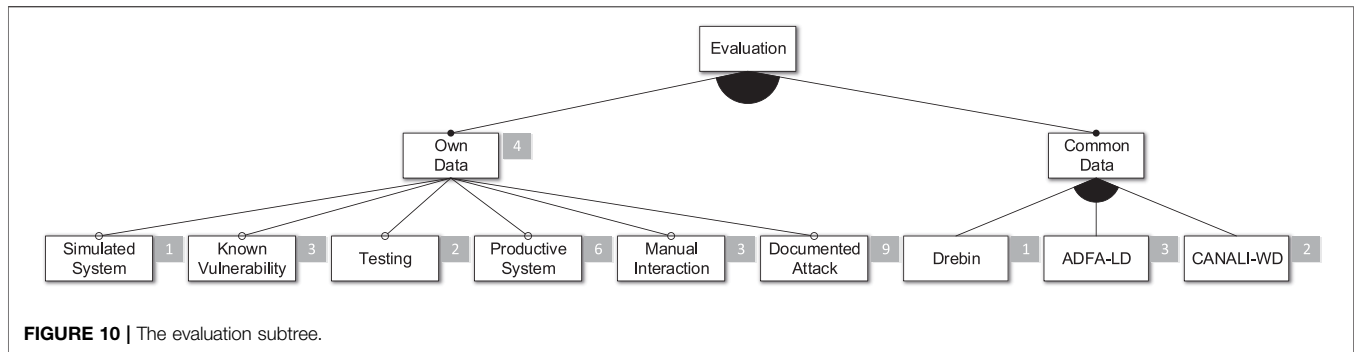 Evaluation
Own
Data
4
Common
Data
Simulated
System
1
Known
Vulnerability
3
Testing
2
Productive
System
6
Manual
Interaction
3
Documented
Attack
9
Drebin
1
ADFA-LD
3
CANALI-WD
2
FIGURE 10 | The evaluation subtree.